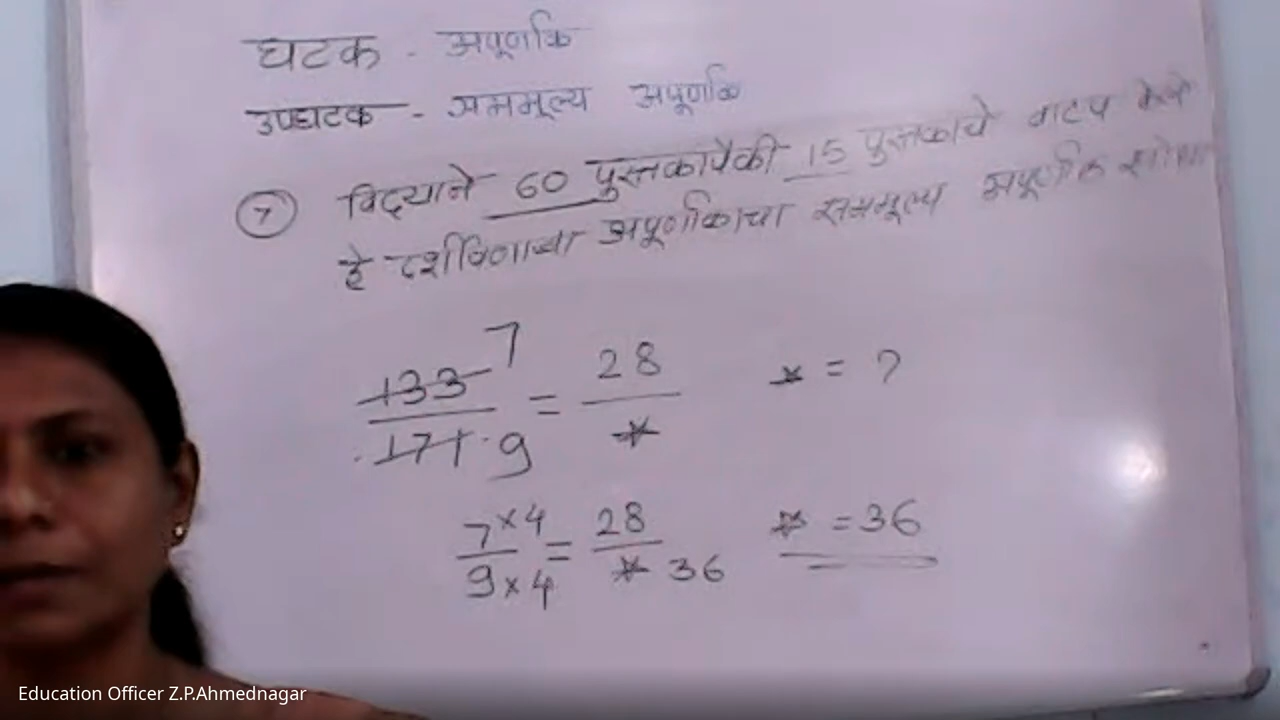 घटक - अपूर्णांक
उपघटक - सममूल्य अपूर्णांक
7 विद्याने 60 पुस्तकापैकी 15 पुस्तकाचे वाटप केले
हे दर्शविणाऱ्या अपूर्णांकाचा सममूल्य अपूर्णांक शोधा
133 7 / 171 9 = 28 / * * = ?
7 × 4 / 9 × 4 = 28 / * 36 * = 36
Education Officer Z.P.Ahmednagar